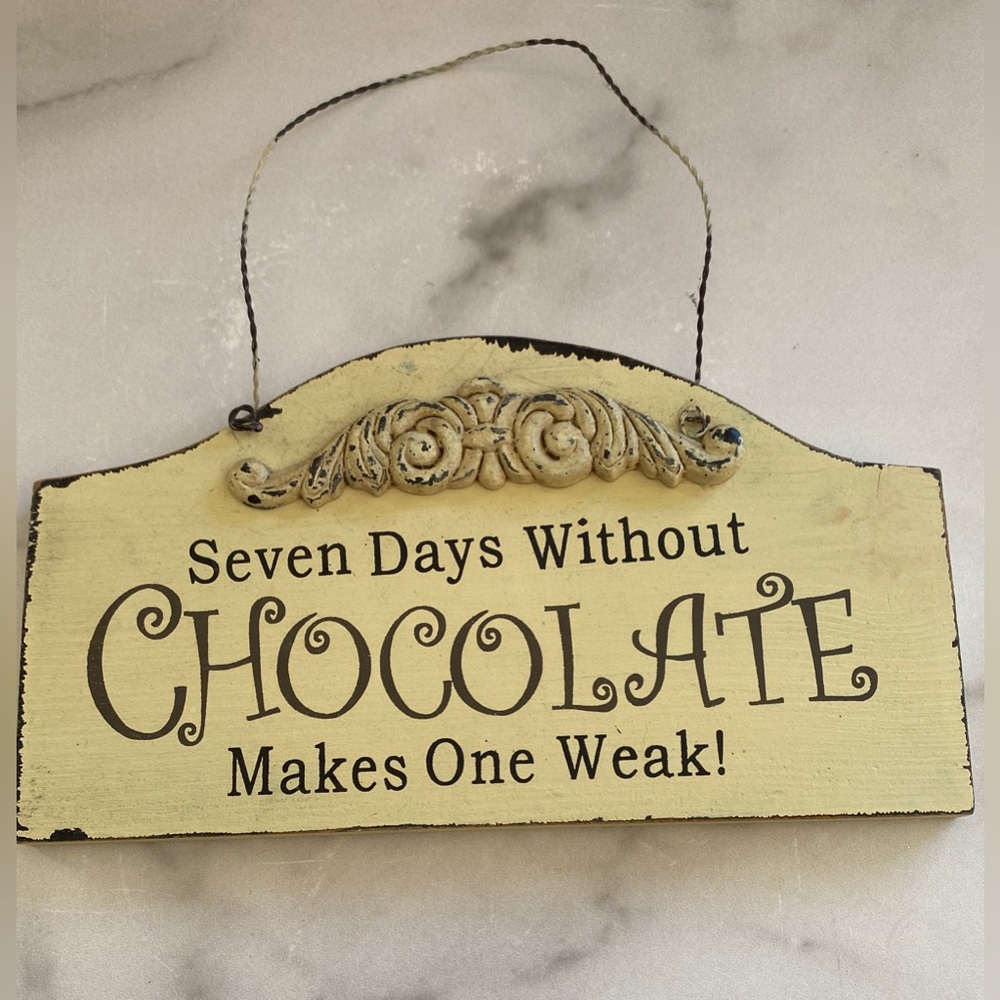 Seven Days Without
CHOCOLATE
Makes One Weak!